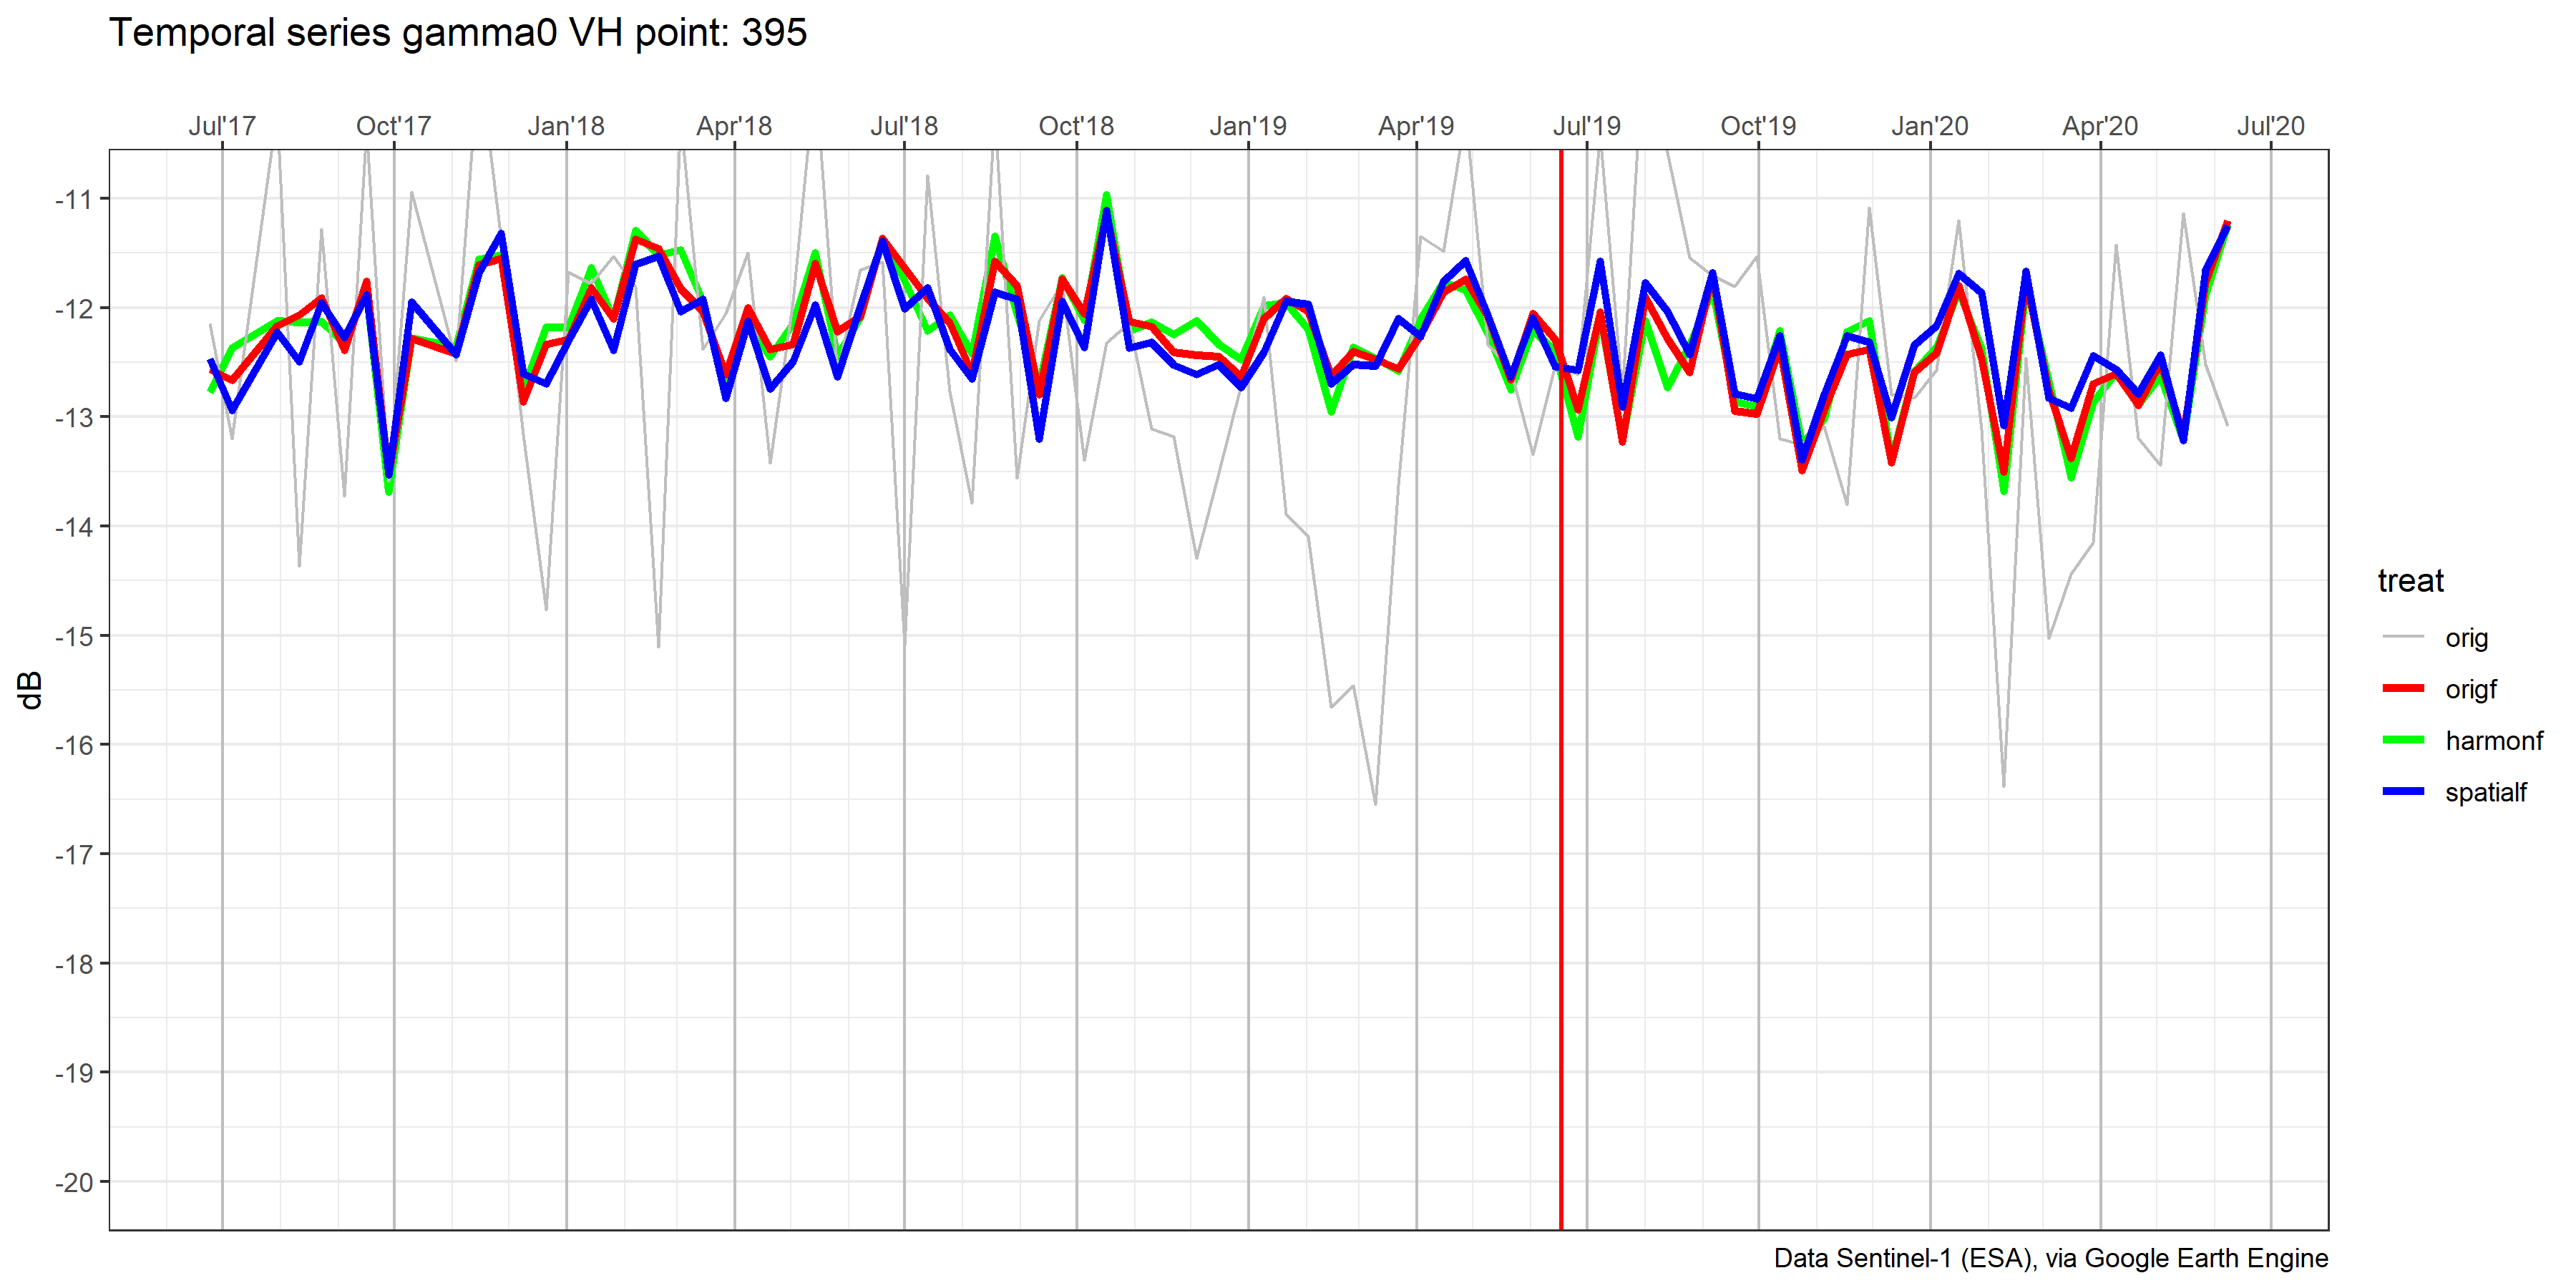 Temporal series gamma0 VH point: 395
Jul'17 Oct'17 Jan'18 Apr'18 Jul'18 Oct'18 Jan'19 Apr'19 Jul'19 Oct'19 Jan'20 Apr'20 Jul'20
-11
-12
-13
-14
-15
-16
-17
-18
-19
-20
dB
treat
orig
origf
harmonf
spatialf
Data Sentinel-1 (ESA), via Google Earth Engine